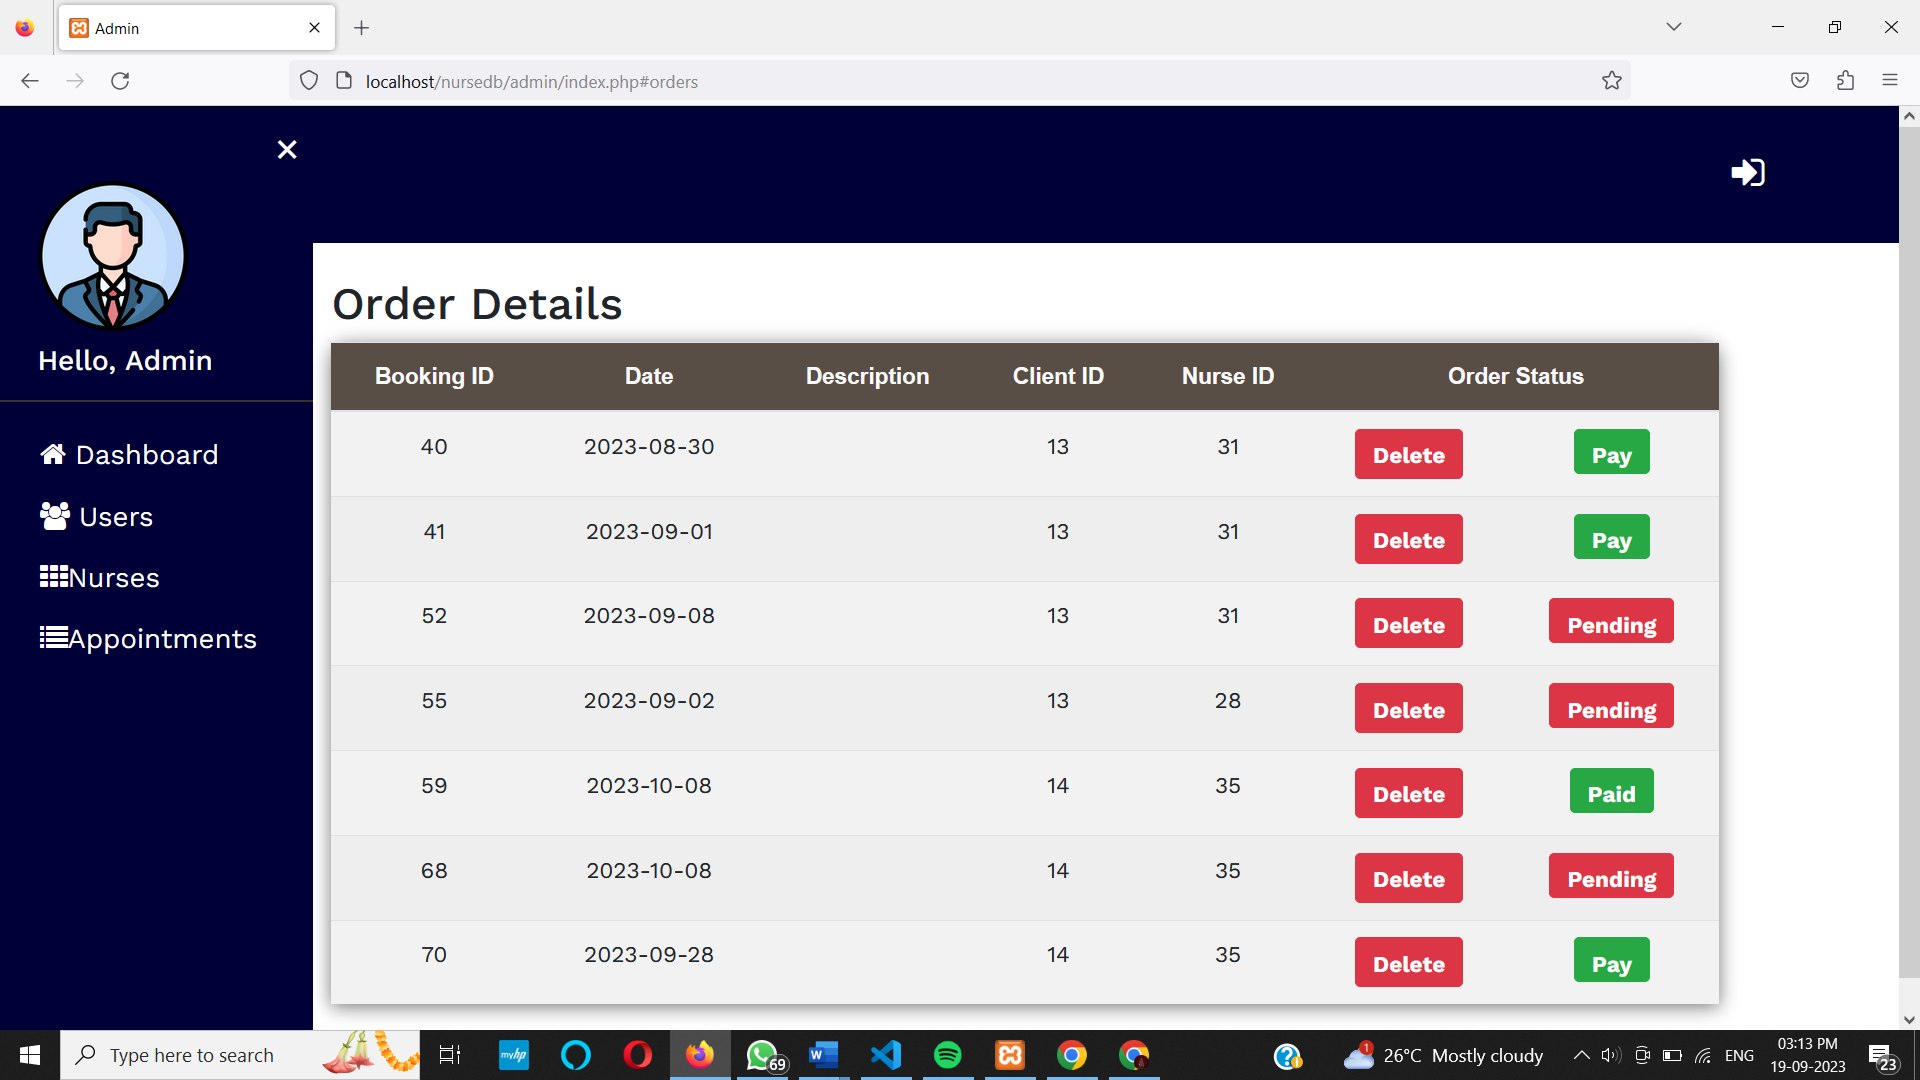 Admin
localhost/nursedb/admin/index.php#orders
Hello, Admin
Dashboard
Users
Nurses
Appointments
Order Details
Booking ID Date Description Client ID Nurse ID Order Status
40 2023-08-30 13 31 Delete Pay
41 2023-09-01 13 31 Delete Pay
52 2023-09-08 13 31 Delete Pending
55 2023-09-02 13 28 Delete Pending
59 2023-10-08 14 35 Delete Paid
68 2023-10-08 14 35 Delete Pending
70 2023-09-28 14 35 Delete Pay
Type here to search
myhp
69
W
1
26°C Mostly cloudy
ENG
03:13 PM
19-09-2023
23